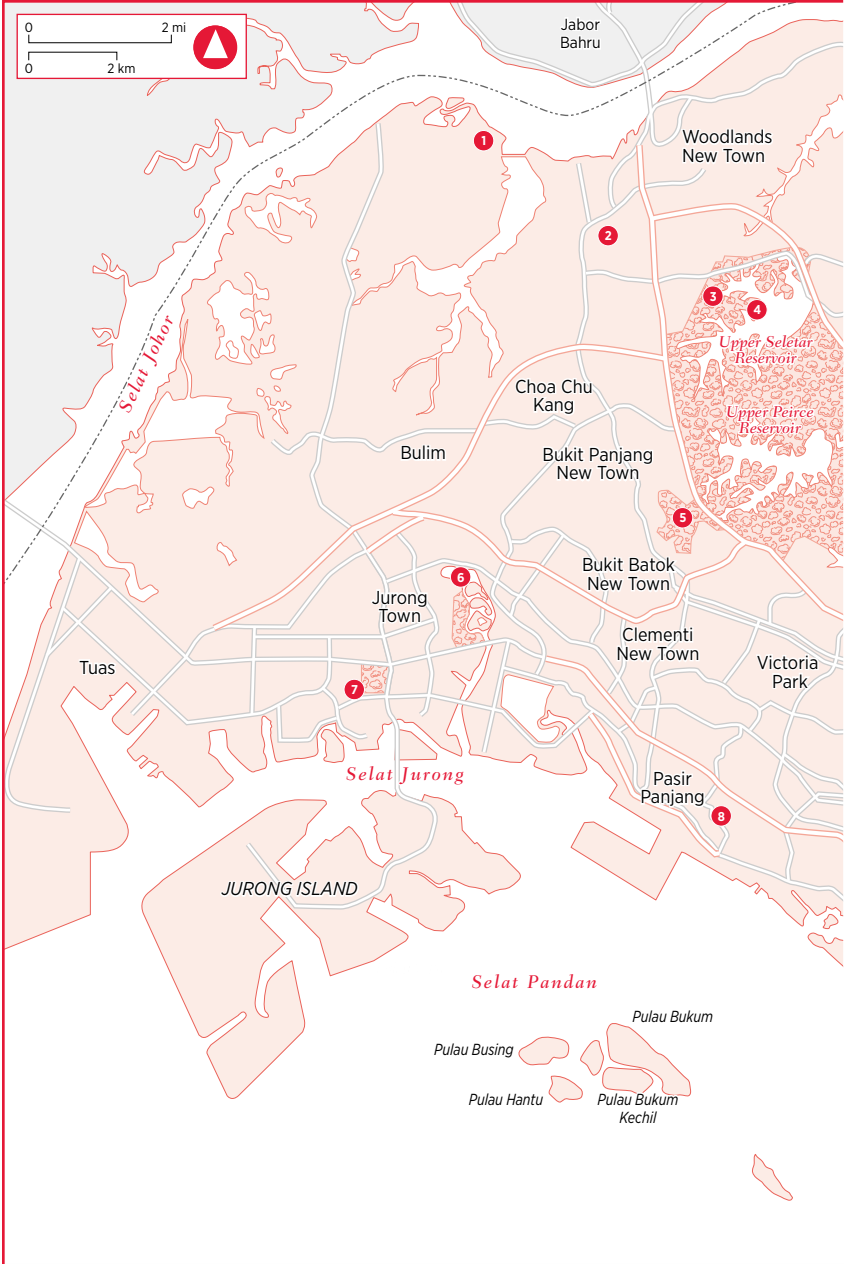 0 2 mi
0 2 km
Jabor
Bahru
1
Woodlands
New Town
2
3
4
Selat Johor
Upper Seletar
Reservoir
Choa Chu
Kang
Upper Peirce
Reservoir
Bulim
Bukit Panjang
New Town
5
6
Bukit Batok
New Town
Jurong
Town
Clementi
New Town
Tuas
Victoria
Park
7
Selat Jurong
Pasir
Panjang
8
JURONG ISLAND
Selat Pandan
Pulau Bukum
Pulau Busing
Pulau Hantu
Pulau Bukum
Kechil